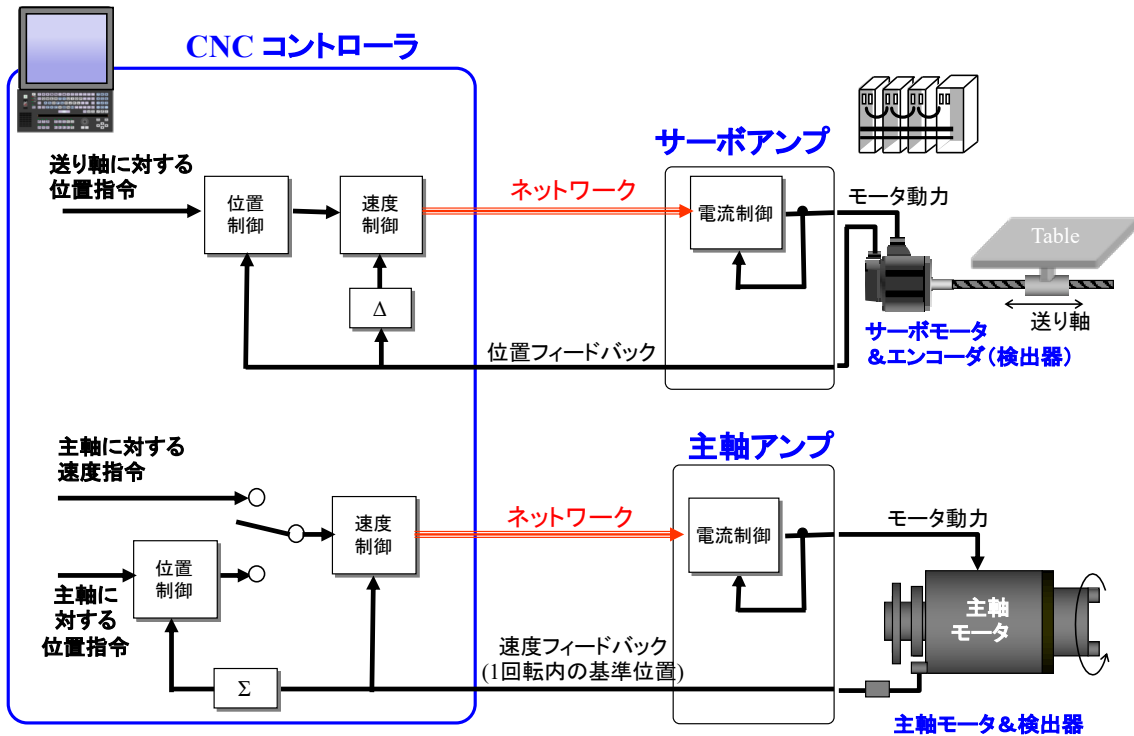 CNC コントローラ
サーボアンプ
送り軸に対する
位置指令
位置
制御
速度
制御
ネットワーク
電流制御
モータ動力
Table
Δ
送り軸
サーボモータ
&エンコーダ(検出器)
位置フィードバック
主軸アンプ
主軸に対する
速度指令
速度
制御
ネットワーク
電流制御
モータ動力
位置
制御
主軸に
対する
位置指令
主軸
モータ
速度フィードバック
(1回転内の基準位置)
Σ
主軸モータ&検出器